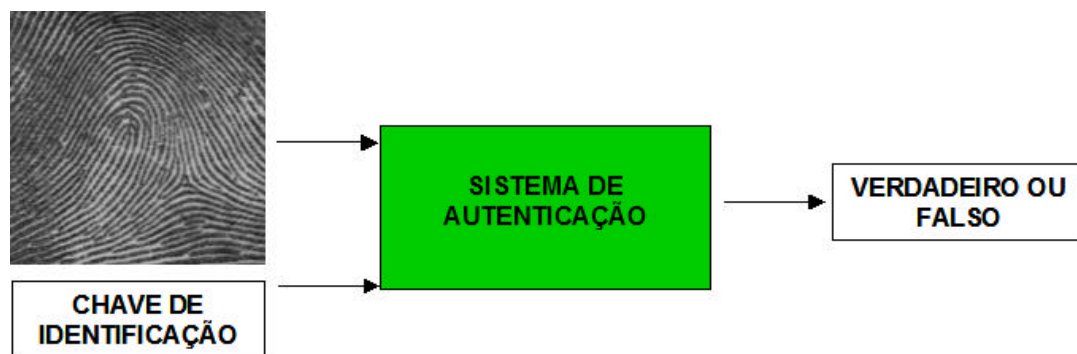 SISTEMA DE
AUTENTICAÇÃO
VERDADEIRO OU
FALSO
CHAVE DE
IDENTIFICAÇÃO